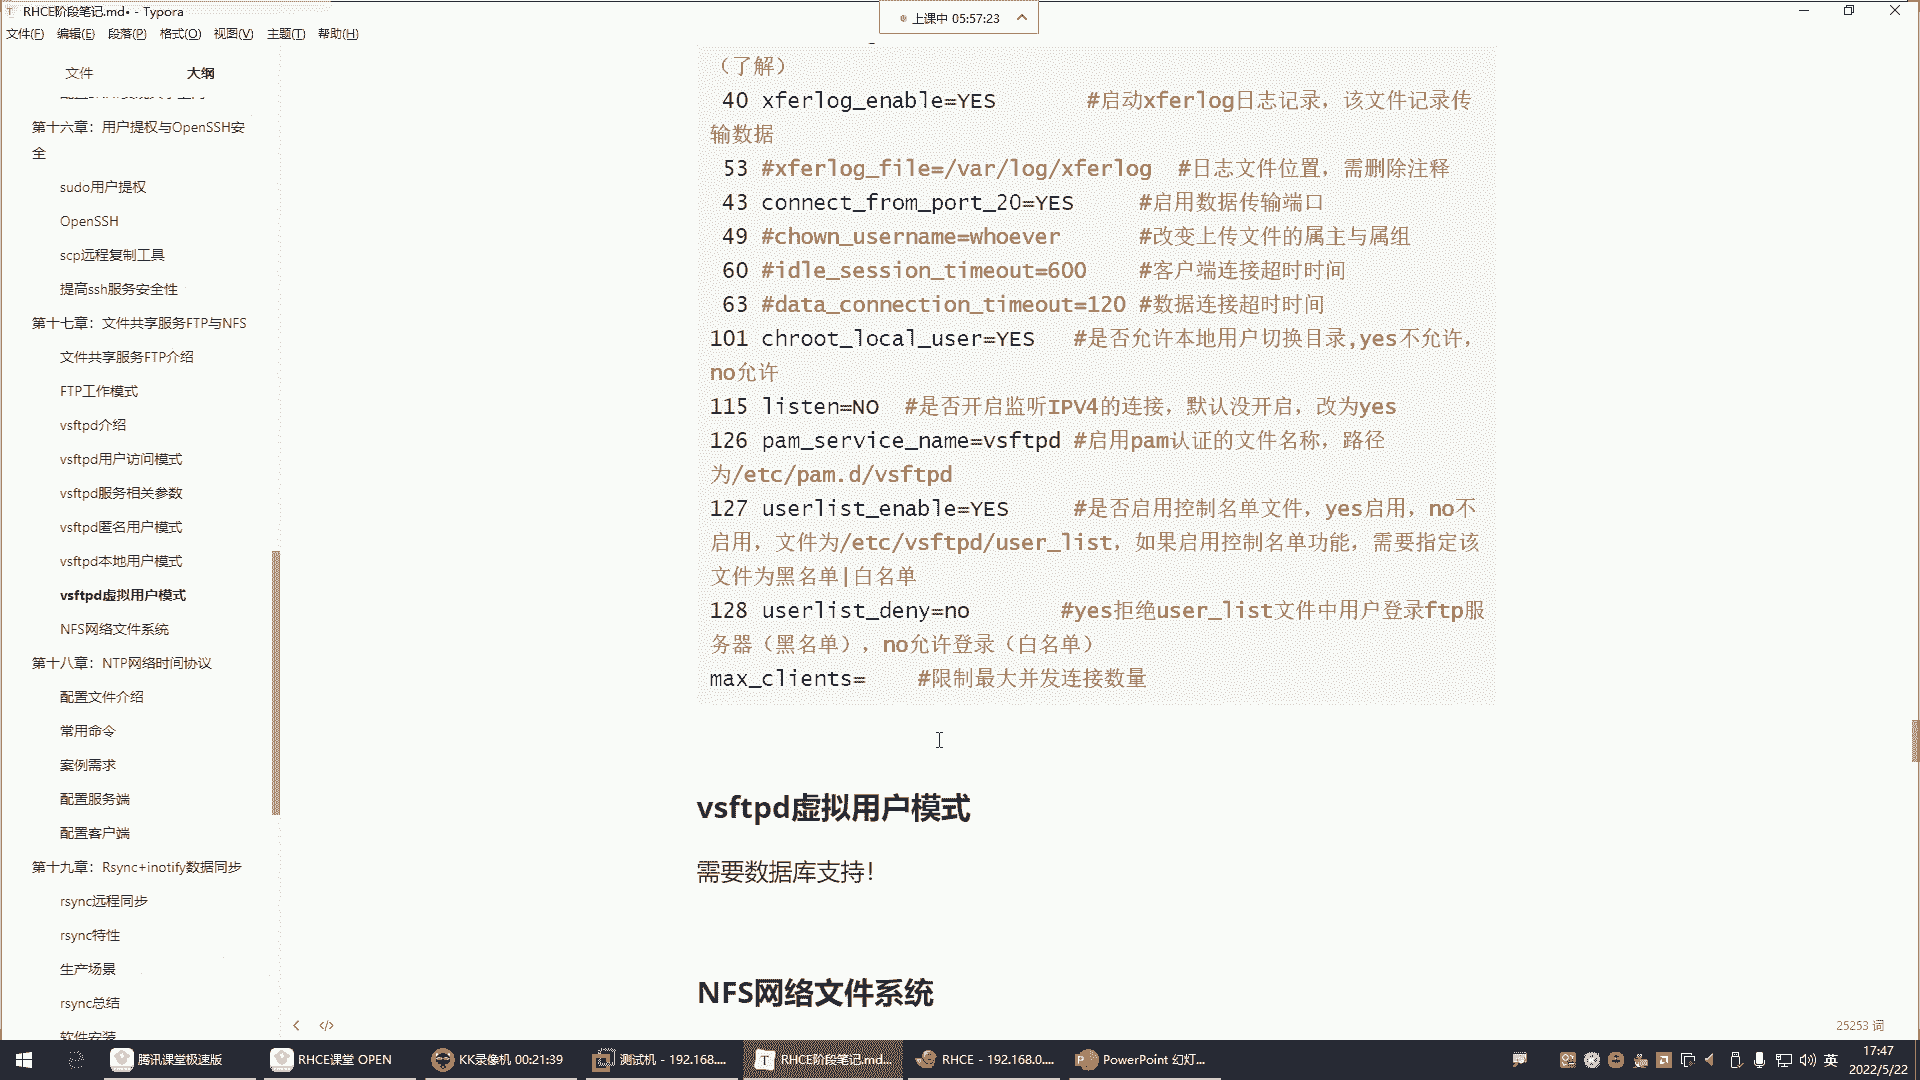 RHCE阶段笔记.md• - Typora
上课中 05:57:23
文件(F) 编辑(E) 段落(P) 格式(O) 视图(V) 主题(T) 帮助(H)
文件 大纲
第十六章：用户提权与OpenSSH安
全
sudo用户提权
OpenSSH
scp远程复制工具
提高ssh服务安全性
第十七章：文件共享服务FTP与NFS
文件共享服务FTP介绍
FTP工作模式
vsftpd介绍
vsftpd用户访问模式
vsftpd服务相关参数
vsftpd匿名用户模式
vsftpd本地用户模式
vsftpd虚拟用户模式
NFS网络文件系统
第十八章：NTP网络时间协议
配置文件介绍
常用命令
案例需求
配置服务端
配置客户端
第十九章：Rsync+inotify数据同步
rsync远程同步
rsync特性
生产场景
rsync总结
软件安装
（了解）
40 xferlog_enable=YES #启动xferlog日志记录，该文件记录传
输数据
53 #xferlog_file=/var/log/xferlog #日志文件位置，需删除注释
43 connect_from_port_20=YES #启用数据传输端口
49 #chown_username=whoever #改变上传文件的属主与属组
60 #idle_session_timeout=600 #客户端连接超时时间
63 #data_connection_timeout=120 #数据连接超时时间
101 chroot_local_user=YES #是否允许本地用户切换目录,yes不允许，
no允许
115 listen=NO #是否开启监听IPV4的连接，默认没开启，改为yes
126 pam_service_name=vsftpd #启用pam认证的文件名称，路径
为/etc/pam.d/vsftpd
127 userlist_enable=YES #是否启用控制名单文件，yes启用，no不
启用，文件为/etc/vsftpd/user_list，如果启用控制名单功能，需要指定该
文件为黑名单|白名单
128 userlist_deny=no #yes拒绝user_list文件中用户登录ftp服
务器（黑名单），no允许登录（白名单）
max_clients= #限制最大并发连接数量
vsftpd虚拟用户模式
需要数据库支持！
NFS网络文件系统
25253 词
腾讯课堂极速版 RHCE课堂 OPEN KK录像机 00:21:39 测试机 - 192.168.... RHCE阶段笔记.md... RHCE - 192.168.0.... PowerPoint 幻灯... 英 17:47
2022/5/22